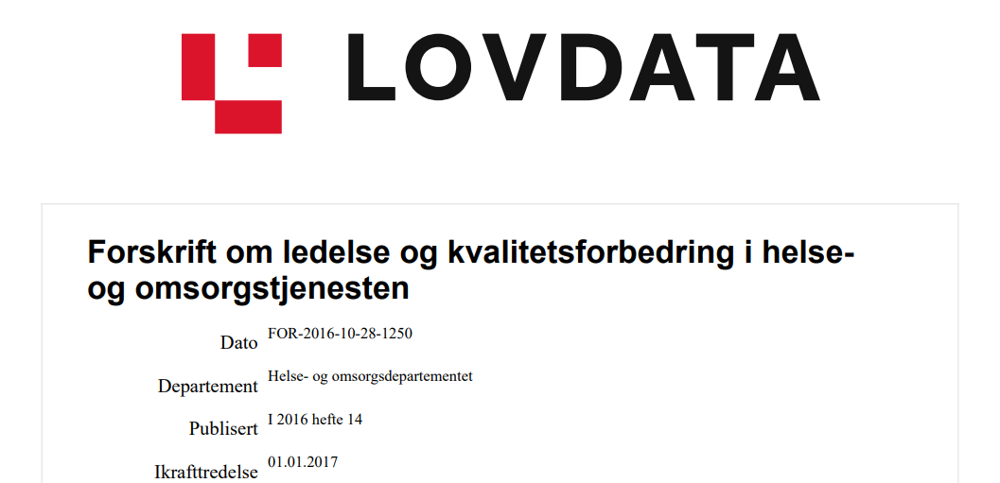 LOVDATA
Forskrift om ledelse og kvalitetsforbedring i helse-
og omsorgstjenesten
Dato FOR-2016-10-28-1250
Departement Helse- og omsorgsdepartementet
Publisert I 2016 hefte 14
Ikrafttredelse 01.01.2017